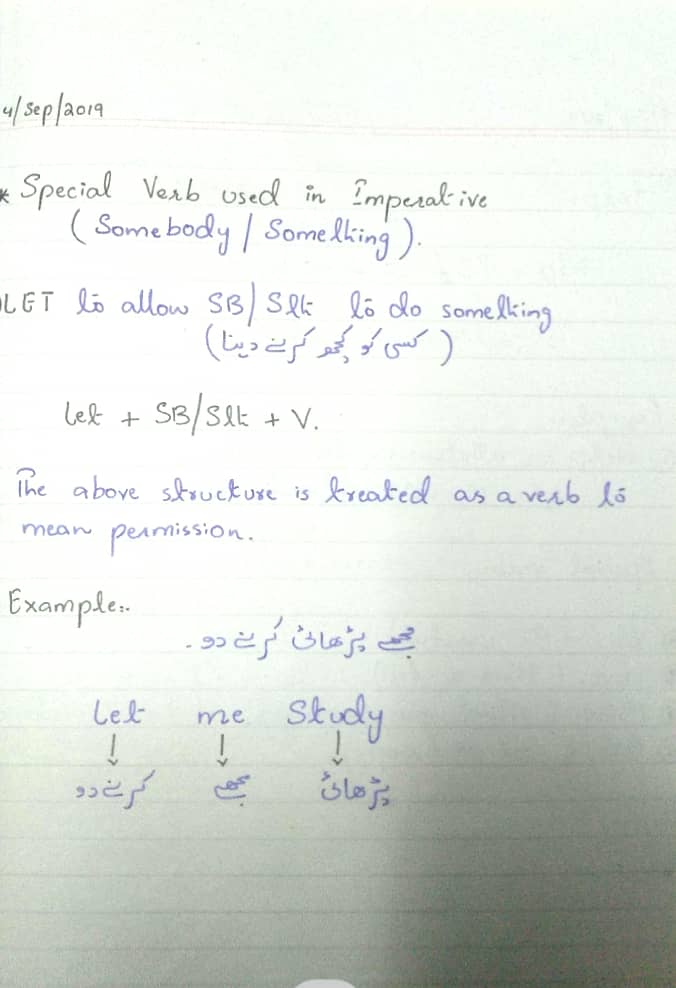 4/Sep/2019
* Special Verb used in Imperative
(Somebody / Something).
LET to allow SB/Sth to do something
(کسی کو کچھ کرنے دینا)
Let + SB/Sth + V.
The above structure is treated as a verb to
mean permission.
Example:-
مجھے پڑھائی کرنے دو۔
Let me Study
↓ ↓ ↓
کرنے دو مجھے پڑھائی